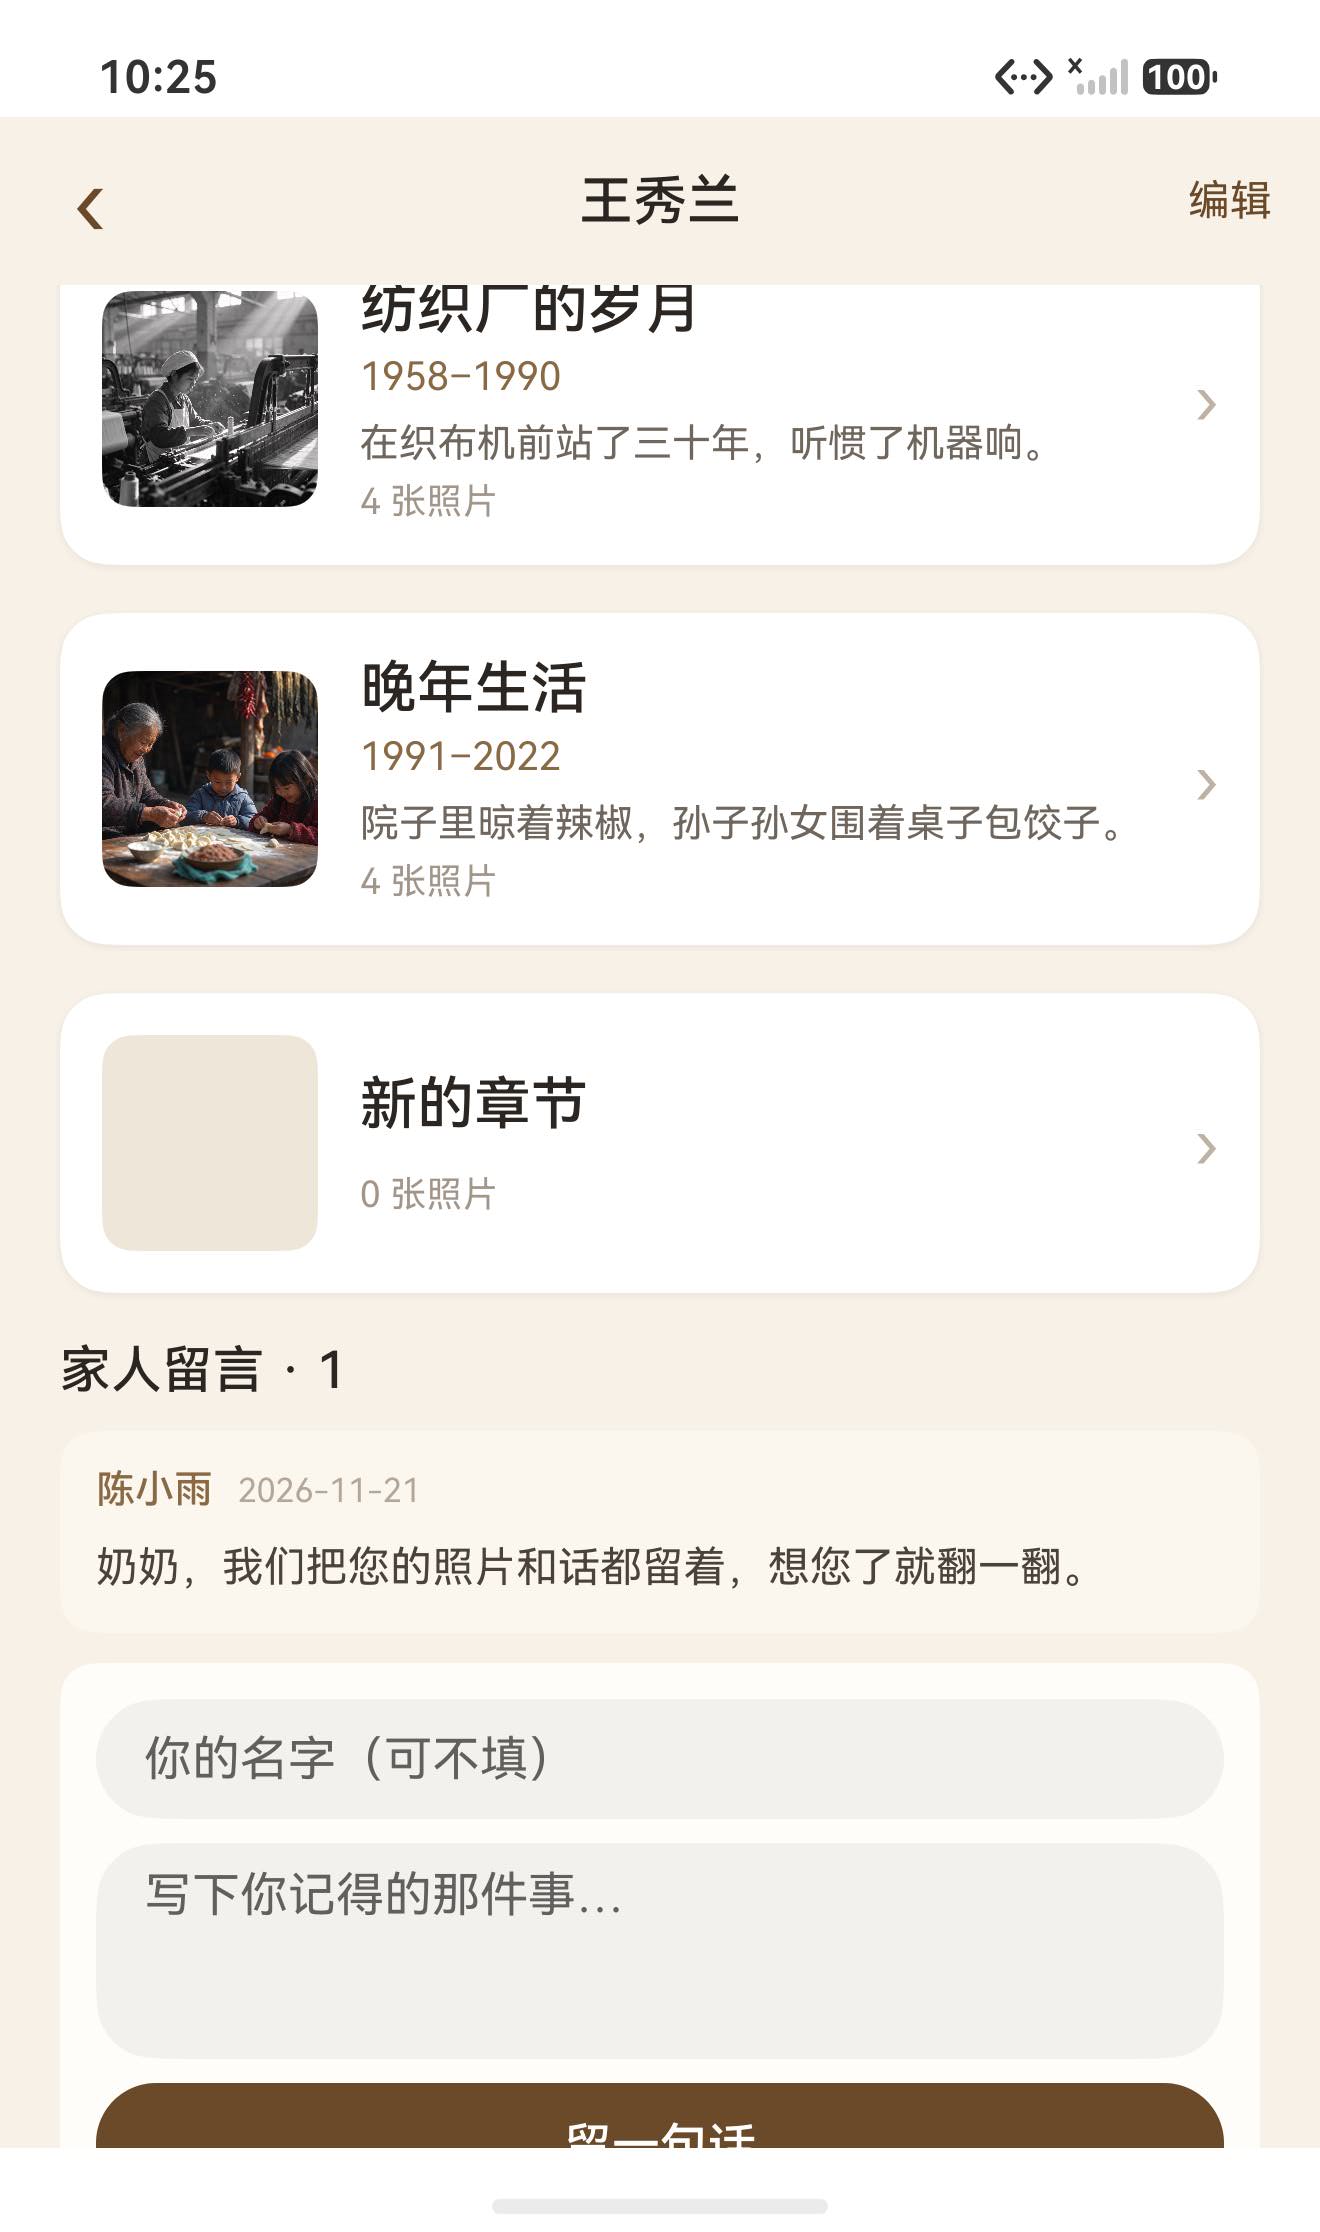 10:25
100
王秀兰
编辑
纺织厂的岁月
1958–1990
在织布机前站了三十年，听惯了机器响。
4 张照片
晚年生活
1991–2022
院子里晾着辣椒，孙子孙女围着桌子包饺子。
4 张照片
新的章节
0 张照片
家人留言 · 1
陈小雨 2026-11-21
奶奶，我们把您的照片和话都留着，想您了就翻一翻。
你的名字（可不填）
写下你记得的那件事...
留一句话